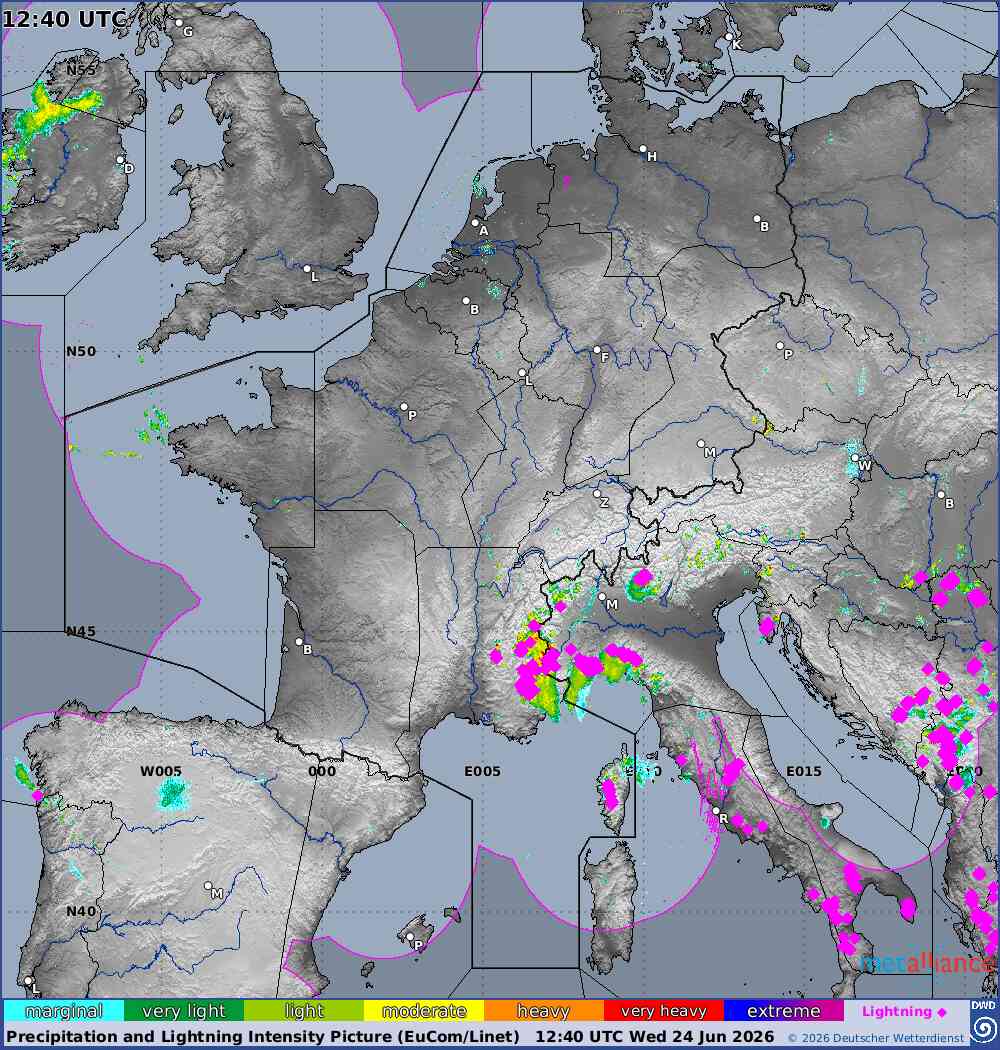 12:40 UTC
G
K
N55
H
D
A
B
L
B
N50
P
F
L
P
M
W
Z
B
M
N45
B
W005
000
E005
E015
R
M
N40
P
L
metalliance
marginal very light light moderate heavy very heavy extreme Lightning
DWD
Precipitation and Lightning Intensity Picture (EuCom/Linet) 12:40 UTC Wed 24 Jun 2026 © 2026 Deutscher Wetterdienst